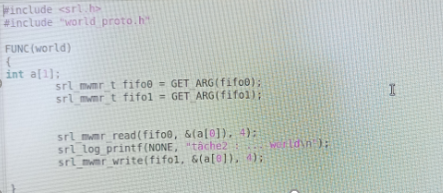 #include <srl.h>
#include "world_proto.h"
FUNC(world)
{
int a[1];
srl_mwmr_t fifo0 = GET_ARG(fifo0);
srl_mwmr_t fifo1 = GET_ARG(fifo1);
srl_mwmr_read(fifo0, &(a[0]), 4);
srl_log_printf(NONE, "tâche2 : ... world\n");
srl_mwmr_write(fifo1, &(a[0]), 4);
}